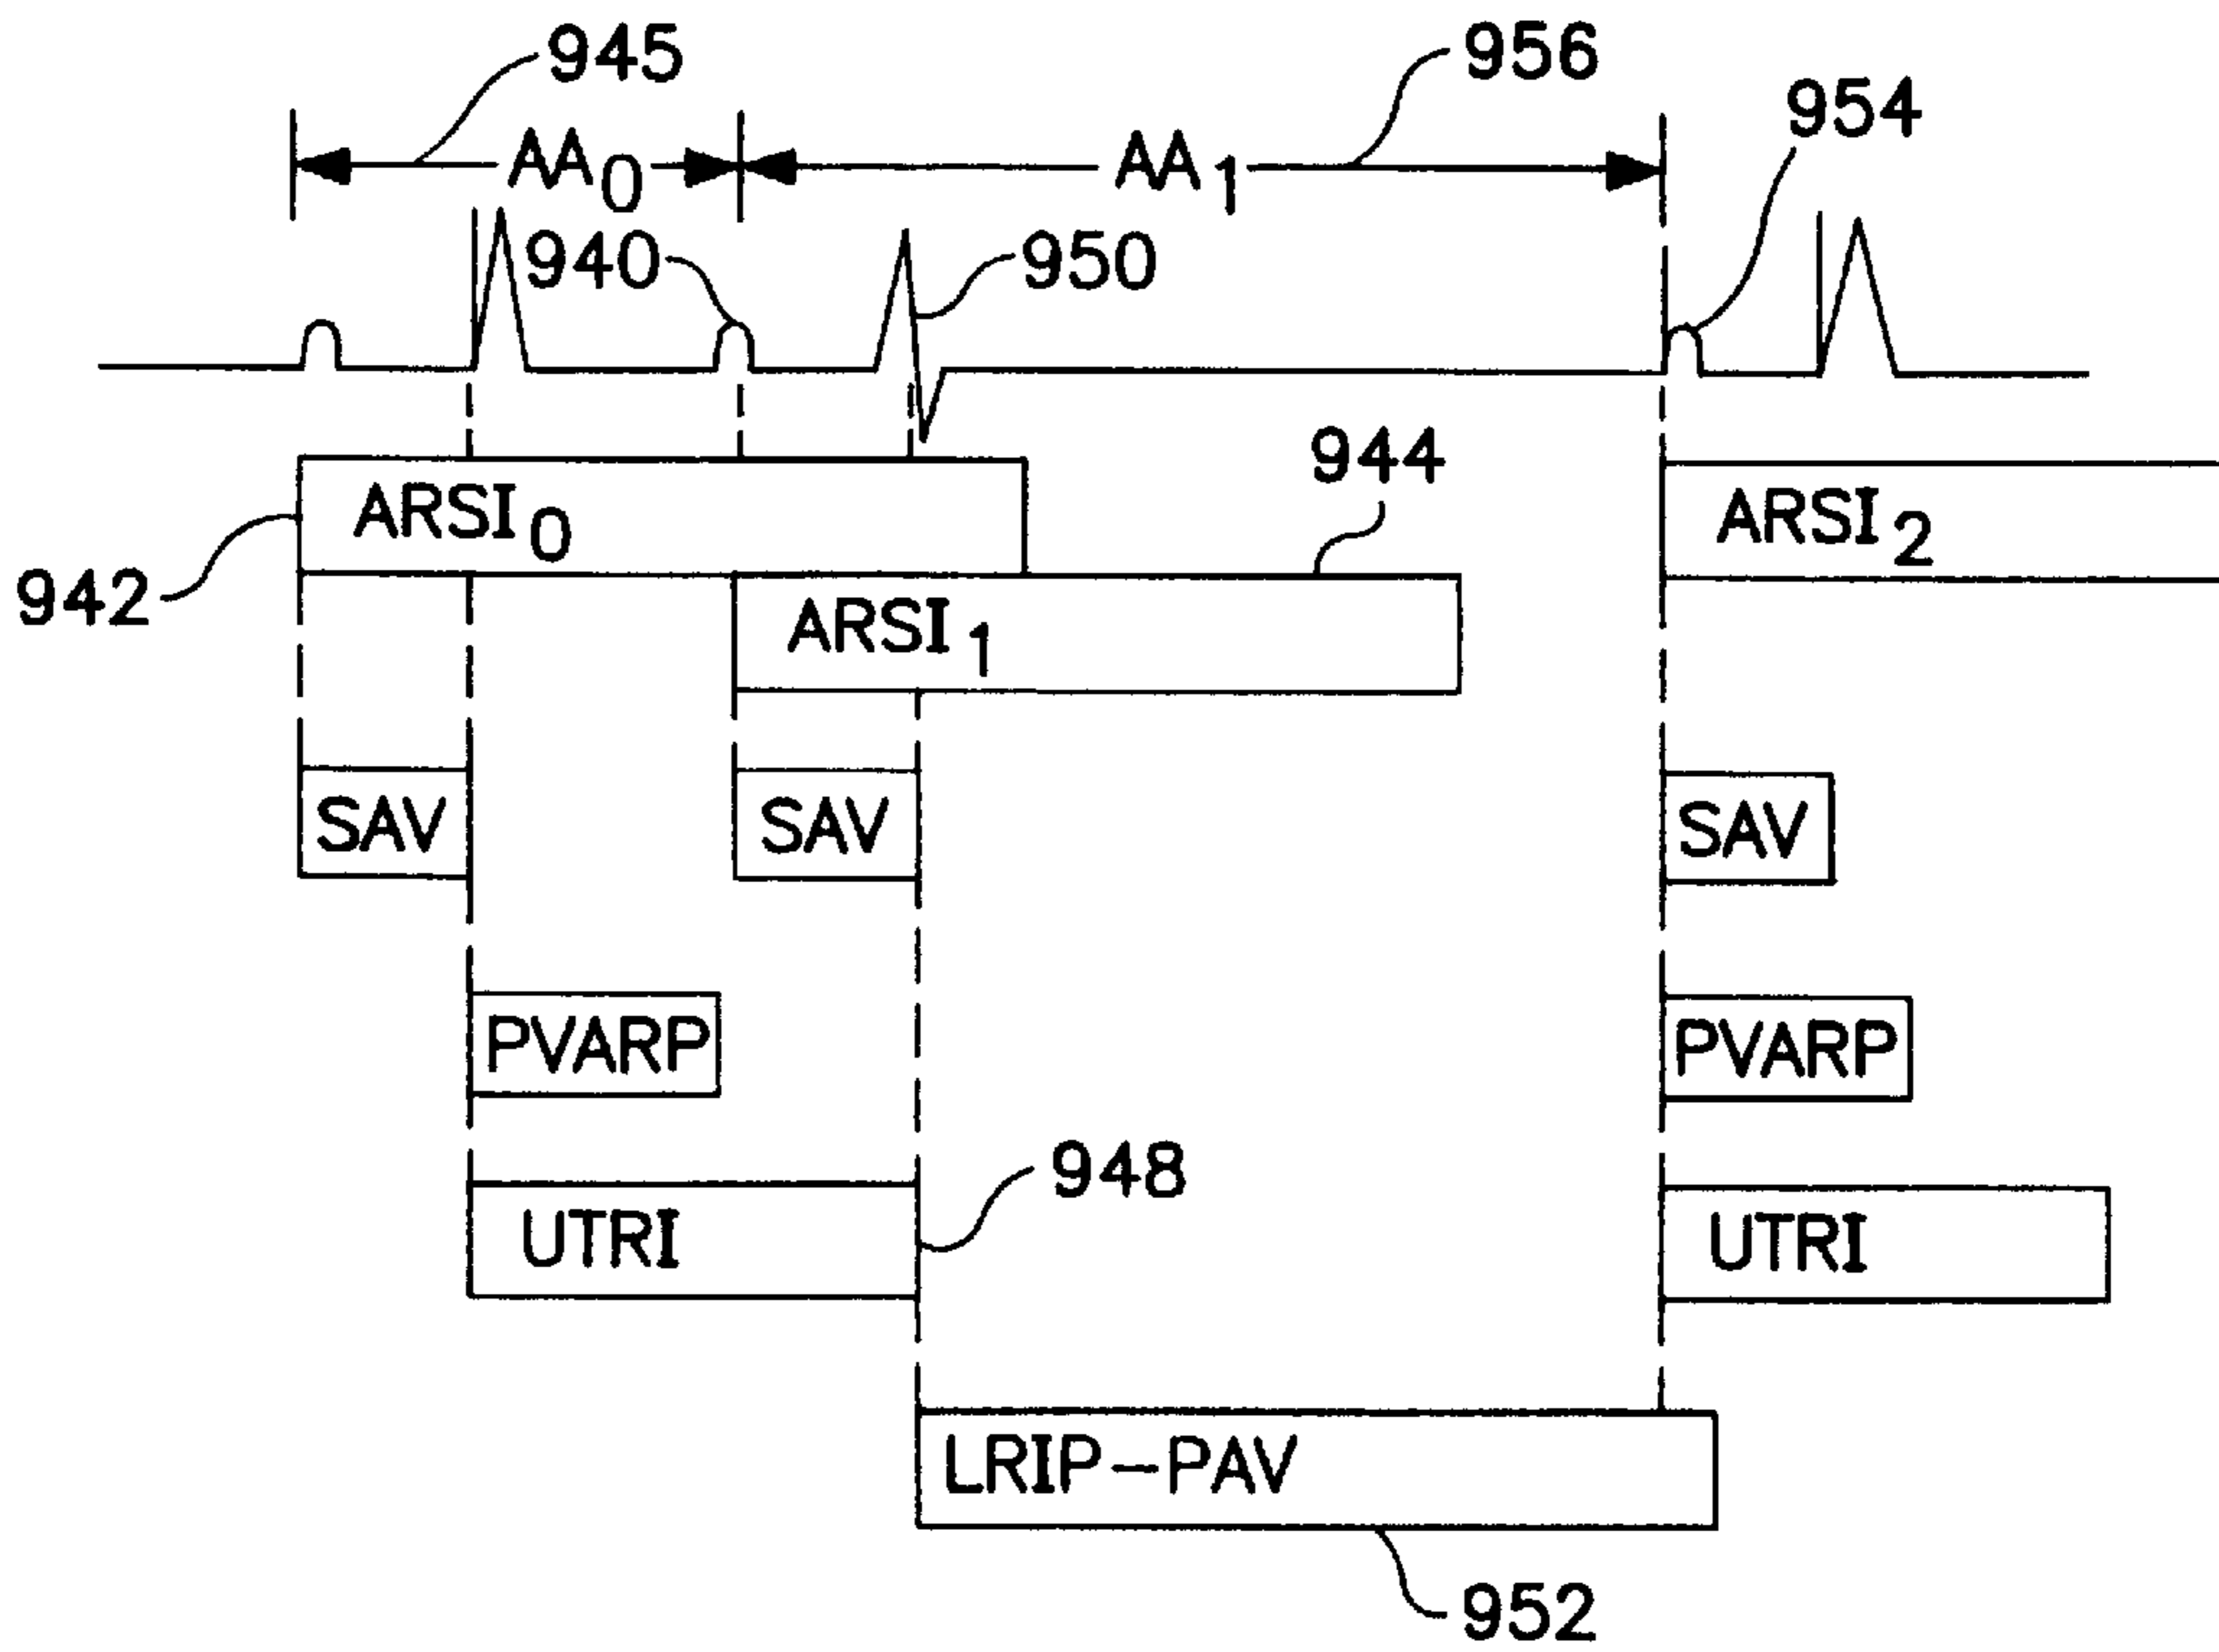 945
956
954
AA0
AA1
940
950
944
ARSI0
ARSI2
942
ARSI1
SAV
SAV
SAV
PVARP
PVARP
948
UTRI
UTRI
LRIP-PAV
952